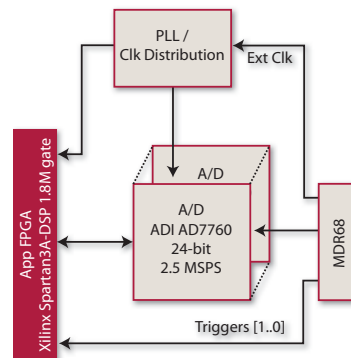 PLL /
Clk Distribution
Ext Clk
A/D
A/D
ADI AD7760
24-bit
2.5 MSPS
App FPGA
Xilinx Spartan3A-DSP 1.8M gate
MDR68
Triggers [1..0]